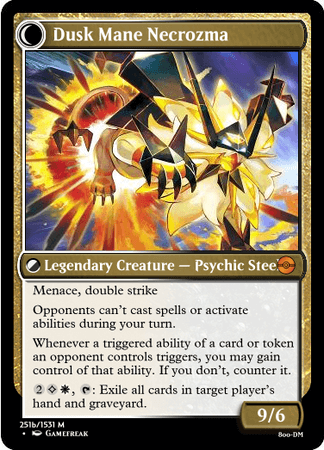 Dusk Mane Necrozma
Legendary Creature — Psychic Stee
Menace, double strike
Opponents can't cast spells or activate
abilities during your turn.
Whenever a triggered ability of a card or token
an opponent controls triggers, you may gain
control of that ability. If you don't, counter it.
2, : Exile all cards in target player's
hand and graveyard.
9/6
251b/1531 M
• Gamefreak
800-DM